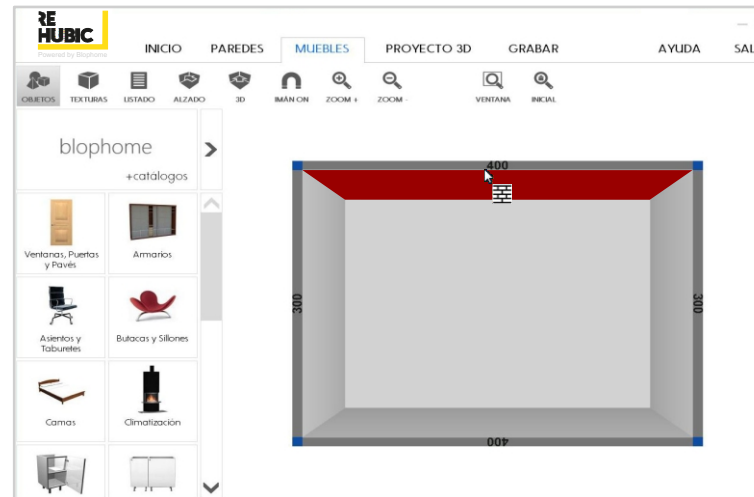 RE
HUBIC
Powered by Blophome
INICIO PAREDES MUEBLES PROYECTO 3D GRABAR AYUDA SAL
OBJETOS TEXTURAS LISTADO ALZADO 3D IMÁN ON ZOOM + ZOOM - VENTANA INICIAL
blophome
+catálogos
Ventanas, Puertas
y Pavés
Armarios
Asientos y
Taburetes
Butacas y Sillones
Camas
Climatización
400
300
300
400